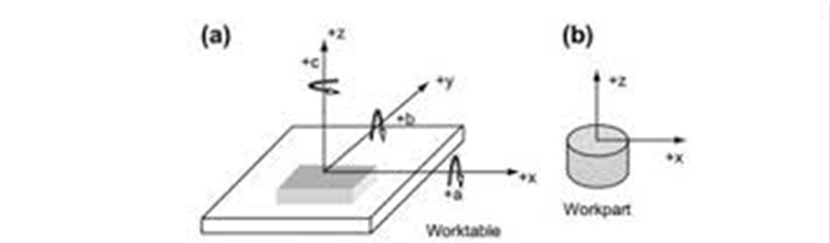 (a)
+z
+c
+y
+b
+x
+a
Worktable
(b)
+z
+x
Workpart